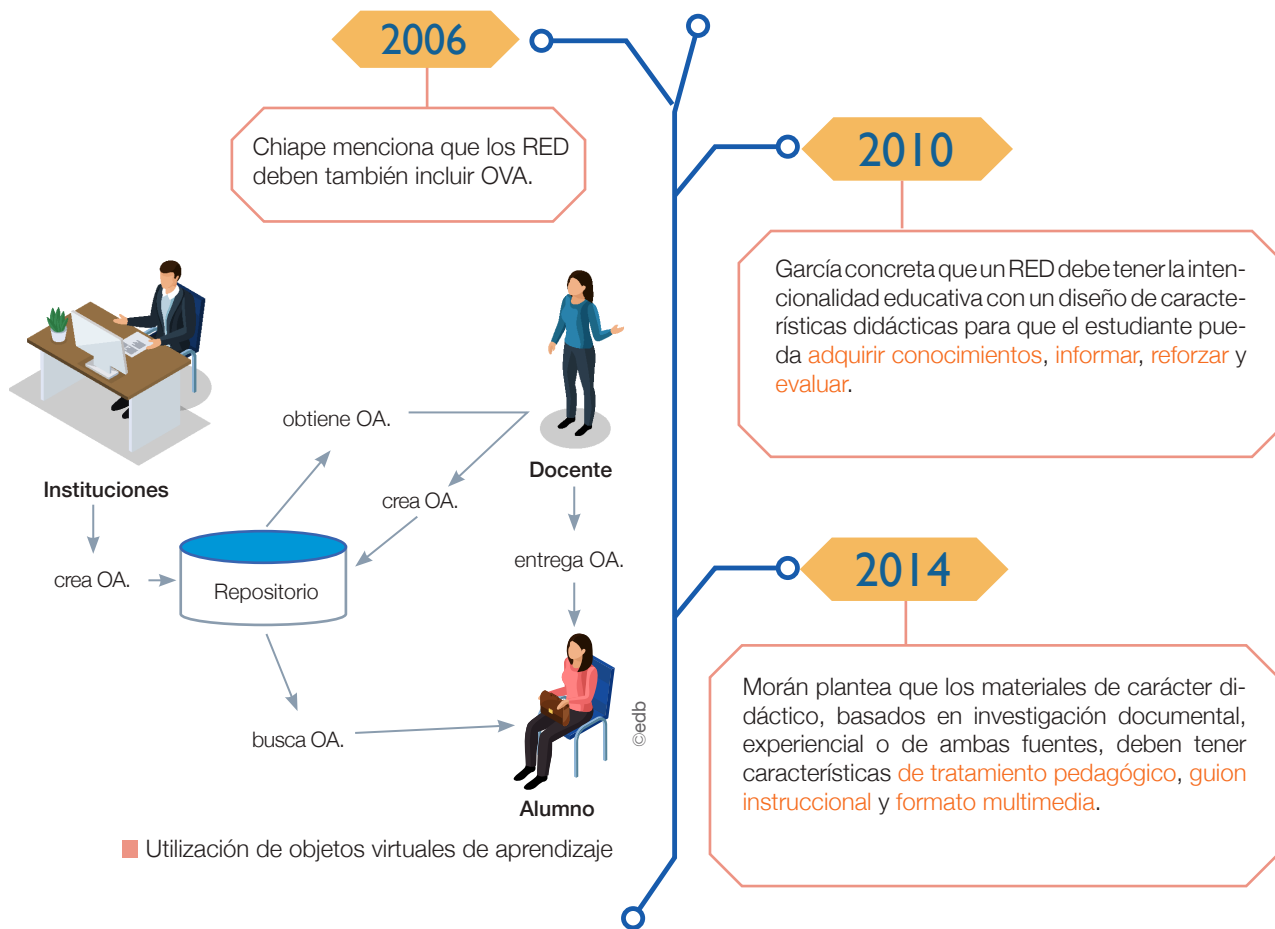 2006
Chiape menciona que los RED
deben también incluir OVA.
2010
García concreta que un RED debe tener la inten-
cionalidad educativa con un diseño de caracte-
rísticas didácticas para que el estudiante pue-
da adquirir conocimientos, informar, reforzar y
evaluar.
obtiene OA.
Docente
Instituciones
crea OA.
crea OA.
Repositorio
entrega OA.
busca OA.
Alumno
©edb
Utilización de objetos virtuales de aprendizaje
2014
Morán plantea que los materiales de carácter di-
dáctico, basados en investigación documental,
experiencial o de ambas fuentes, deben tener
características de tratamiento pedagógico, guion
instruccional y formato multimedia.